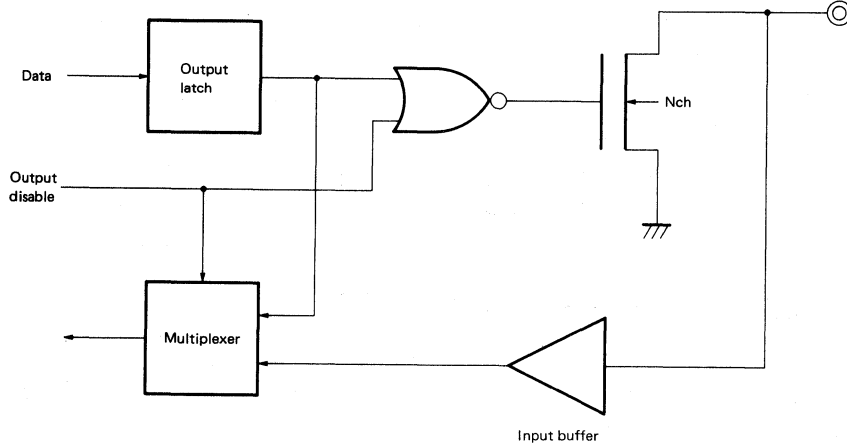 Data
Output
latch
Nch
Output
disable
Multiplexer
Input buffer